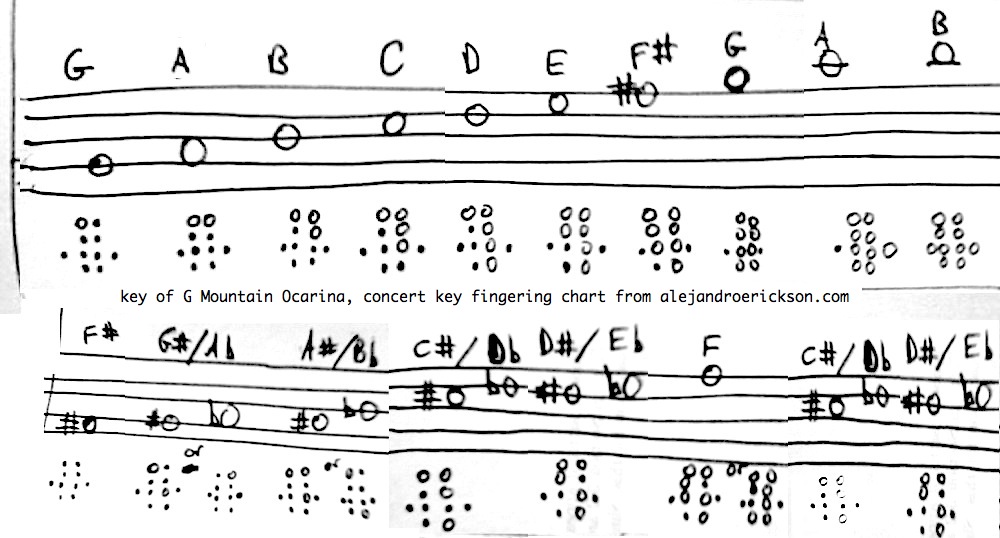 G A B C D E F# G A B
key of G Mountain Ocarina, concert key fingering chart from alejandroerickson.com
F# G#/Ab A#/Bb C#/Db D#/Eb F C#/Db D#/Eb
or or or